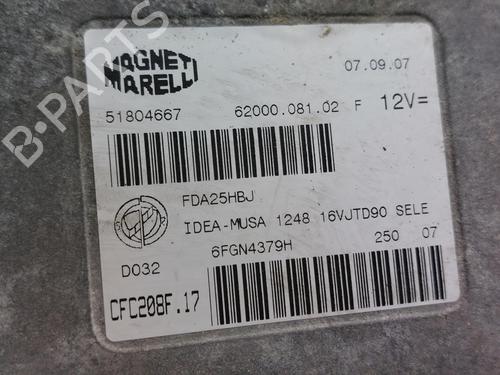 MAGNETI
MARELLI
07.09.07
51804667 62000.081.02 F 12V=
FDA25HBJ
IDEA-MUSA 1248 16VJTD90 SELE
6FGN4379H 250 07
D032
CFC208F.17
B-PARTS